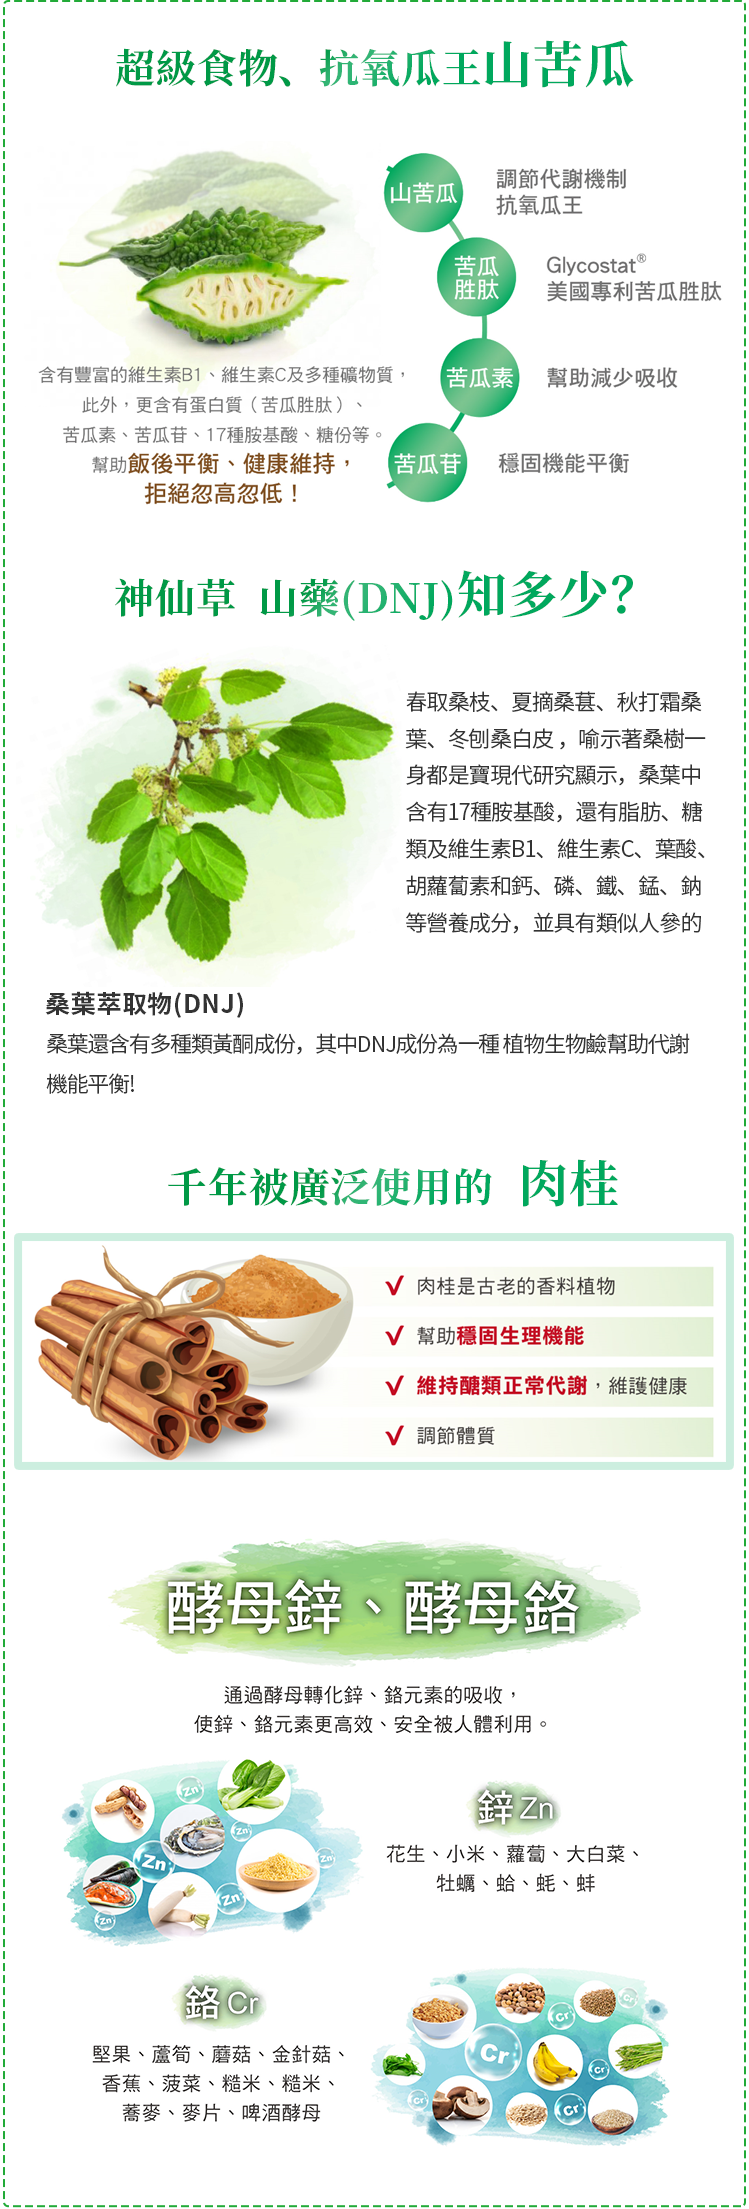 超級食物、抗氧瓜王山苦瓜
山苦瓜
調節代謝機制
抗氧瓜王
苦瓜
胜肽
Glycostat®
美國專利苦瓜胜肽
苦瓜素
幫助減少吸收
苦瓜苷
穩固機能平衡
含有豐富的維生素B1、維生素C及多種礦物質，
此外，更含有蛋白質（苦瓜胜肽）、
苦瓜素、苦瓜苷、17種胺基酸、糖份等。
幫助飯後平衡、健康維持，
拒絕忽高忽低！
神仙草 山藥(DNJ)知多少?
春取桑枝、夏摘桑葚、秋打霜桑
葉、冬刨桑白皮，喻示著桑樹一
身都是寶現代研究顯示，桑葉中
含有17種胺基酸，還有脂肪、糖
類及維生素B1、維生素C、葉酸、
胡蘿蔔素和鈣、磷、鐵、錳、鈉
等營養成分，並具有類似人參的
桑葉萃取物(DNJ)
桑葉還含有多種類黃酮成份，其中DNJ成份為一種 植物生物鹼幫助代謝
機能平衡!
千年被廣泛使用的 肉桂
肉桂是古老的香料植物
幫助穩固生理機能
維持醣類正常代謝，維護健康
調節體質
酵母鋅、酵母鉻
通過酵母轉化鋅、鉻元素的吸收，
使鋅、鉻元素更高效、安全被人體利用。
Zn
Zn
Zn
Zn
Zn
Zn
鋅 Zn
花生、小米、蘿蔔、大白菜、
牡蠣、蛤、蚝、蚌
鉻 Cr
堅果、蘆筍、蘑菇、金針菇、
香蕉、菠菜、糙米、糙米、
蕎麥、麥片、啤酒酵母
Cr
Cr
Cr
Cr
Cr
Cr